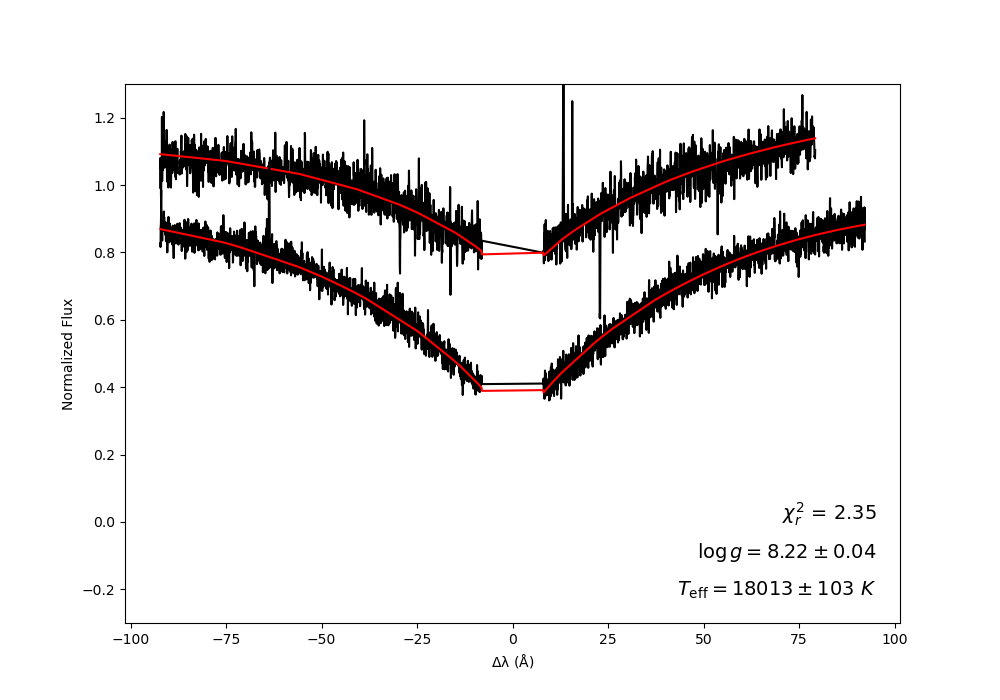 1.2
1.0
0.8
0.6
0.4
0.2
0.0
−0.2
Normalized Flux
χ²ᵣ = 2.35
log g = 8.22 ± 0.04
T_eff = 18013 ± 103 K
−100 −75 −50 −25 0 25 50 75 100
Δλ (Å)